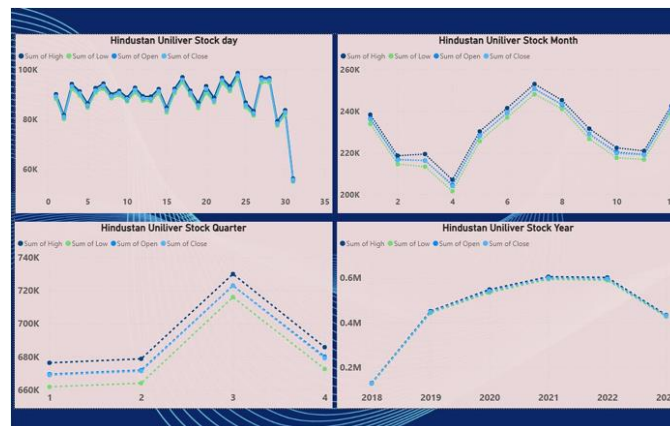 Hindustan Uniliver Stock day
Sum of High Sum of Low Sum of Open Sum of Close
100K
80K
60K
0 5 10 15 20 25 30 35
Hindustan Uniliver Stock Month
Sum of High Sum of Low Sum of Open Sum of Close
260K
240K
220K
200K
2 4 6 8 10 1
Hindustan Uniliver Stock Quarter
Sum of High Sum of Low Sum of Open Sum of Close
740K
720K
700K
680K
660K
1 2 3 4
Hindustan Uniliver Stock Year
Sum of High Sum of Low Sum of Open Sum of Close
0.6M
0.4M
0.2M
2018 2019 2020 2021 2022 202